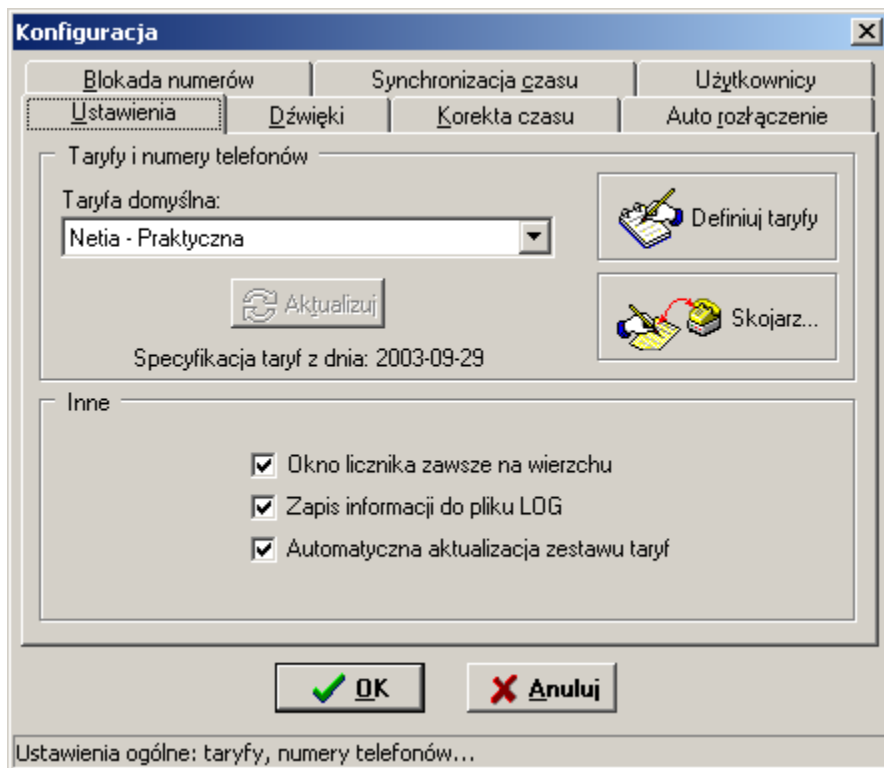 Konfiguracja
Blokada numerów
Synchronizacja czasu
Użytkownicy
Ustawienia
Dźwięki
Korekta czasu
Auto rozłączenie
Taryfy i numery telefonów
Taryfa domyślna:
Netia - Praktyczna
Definiuj taryfy
Aktualizuj
Skojarz...
Specyfikacja taryf z dnia: 2003-09-29
Inne
Okno licznika zawsze na wierzchu
Zapis informacji do pliku LOG
Automatyczna aktualizacja zestawu taryf
OK
Anuluj
Ustawienia ogólne: taryfy, numery telefonów...